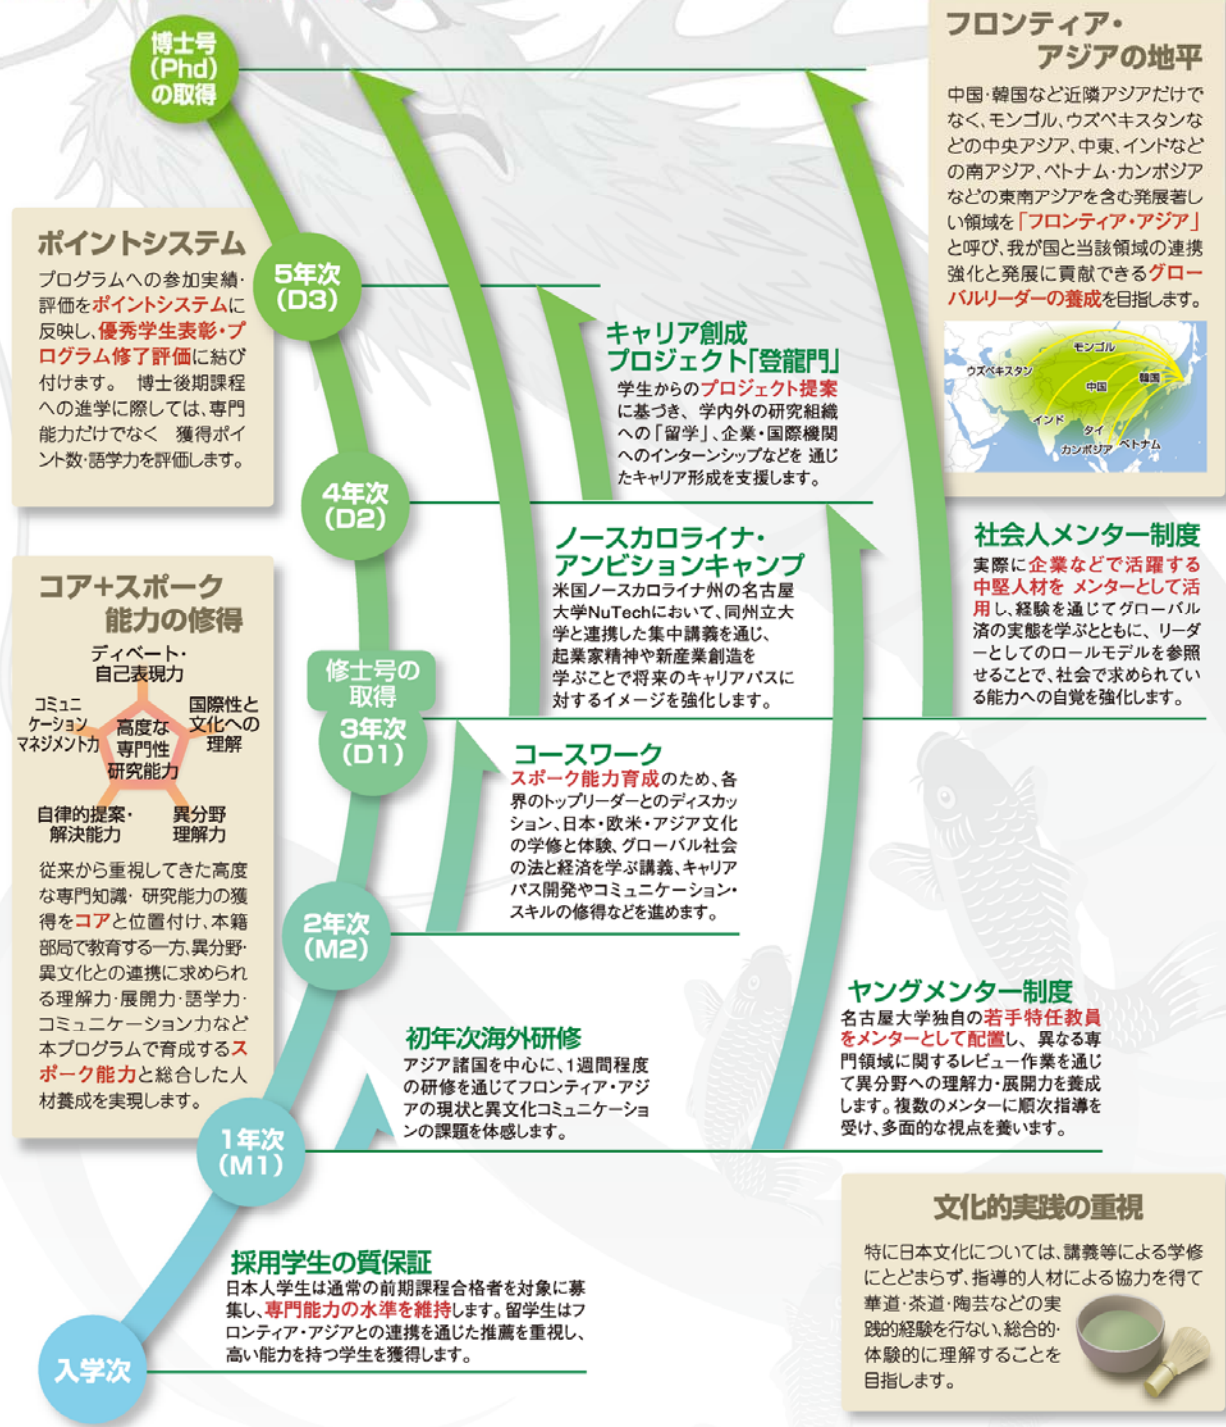 博士号
(Phd)
の取得
フロンティア・
アジアの地平
中国・韓国など近隣アジアだけで
なく、モンゴル、ウズベキスタンな
どの中央アジア、中東、インドなど
の南アジア、ベトナム・カンボジア
などの東南アジアを含む発展著し
い領域を「フロンティア・アジア」
と呼び、我が国と当該領域の連携
強化と発展に貢献できるグロー
バルリーダーの養成を目指します。
モンゴル
ウズベキスタン
中国
韓国
インド
タイ
カンボジア
ベトナム
ポイントシステム
プログラムへの参加実績・
評価をポイントシステムに
反映し、優秀学生表彰・プ
ログラム修了評価に結び
付けます。 博士後期課程
への進学に際しては、専門
能力だけでなく 獲得ポイ
ント数・語学力を評価します。
5年次
(D3)
キャリア創成
プロジェクト「登龍門」
学生からのプロジェクト提案
に基づき、学内外の研究組織
への「留学」、企業・国際機関
へのインターンシップなどを 通じ
たキャリア形成を支援します。
4年次
(D2)
ノースカロライナ・
アンビションキャンプ
米国ノースカロライナ州の名古屋
大学NuTechにおいて、同州立大
学と連携した集中講義を通じ、
起業家精神や新産業創造を
学ぶことで将来のキャリアパスに
対するイメージを強化します。
社会人メンター制度
実際に企業などで活躍する
中堅人材を メンターとして活
用し、経験を通じてグローバル
済の実態を学ぶとともに、リーダ
ーとしてのロールモデルを参照
せることで、社会で求められてい
る能力への自覚を強化します。
コア+スポーク
能力の修得
ディベート・
自己表現力
コミュニ
ケーション
マネジメント力
国際性と
文化への
理解
高度な
専門性
研究能力
自律的提案・
解決能力
異分野
理解力
従来から重視してきた高度
な専門知識・ 研究能力の獲
得をコアと位置付け、本籍
部局で教育する一方、異分野・
異文化との連携に求められ
る理解力・展開力・語学力・
コミュニケーション力など
本プログラムで育成するス
ポーク能力と総合した人
材養成を実現します。
修士号の
取得
3年次
(D1)
コースワーク
スポーク能力育成のため、各
界のトップリーダーとのディスカッ
ション、日本・欧米・アジア文化
の学修と体験、グローバル社会
の法と経済を学ぶ講義、キャリア
パス開発やコミュニケーション・
スキルの修得などを進めます。
2年次
(M2)
初年次海外研修
アジア諸国を中心に、1週間程度
の研修を通じてフロンティア・アジ
アの現状と異文化コミュニケーショ
ンの課題を体感します。
ヤングメンター制度
名古屋大学独自の若手特任教員
をメンターとして配置し、異なる専
門領域に関するレビュー作業を通じ
て異分野への理解力・展開力を養成
します。複数のメンターに順次指導を
受け、多面的な視点を養います。
1年次
(M1)
採用学生の質保証
日本人学生は通常の前期課程合格者を対象に募
集し、専門能力の水準を維持します。留学生はフ
ロンティア・アジアとの連携を通じた推薦を重視し、
高い能力を持つ学生を獲得します。
入学次
文化的実践の重視
特に日本文化については、講義等による学修
にとどまらず、指導的人材による協力を得て
華道・茶道・陶芸などの実
践的経験を行ない、総合的・
体験的に理解することを
目指します。